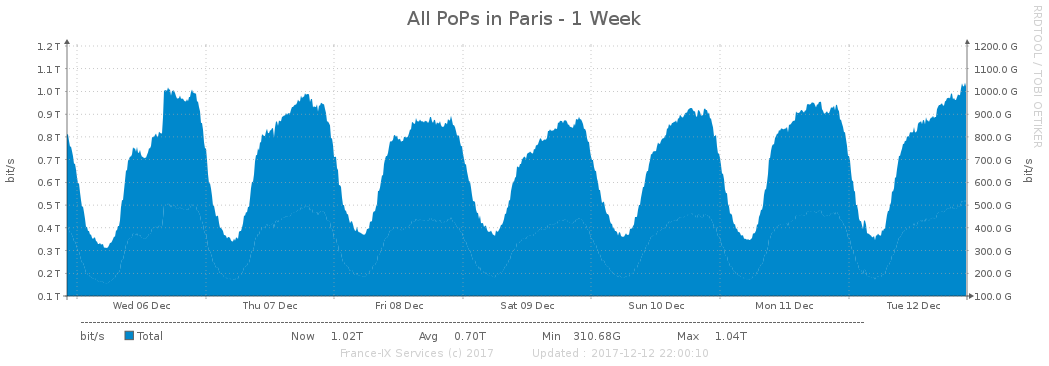 All PoPs in Paris - 1 Week
RRDTOOL / TOBI OETIKER
bit/s
1.2 T
1.1 T
1.0 T
0.9 T
0.8 T
0.7 T
0.6 T
0.5 T
0.4 T
0.3 T
0.2 T
0.1 T
1200.0 G
1100.0 G
1000.0 G
900.0 G
800.0 G
700.0 G
600.0 G
500.0 G
400.0 G
300.0 G
200.0 G
100.0 G
bit/s
Wed 06 Dec Thu 07 Dec Fri 08 Dec Sat 09 Dec Sun 10 Dec Mon 11 Dec Tue 12 Dec
bit/s Total Now 1.02T Avg 0.70T Min 310.68G Max 1.04T
France-IX Services (c) 2017 Updated : 2017-12-12 22:00:10